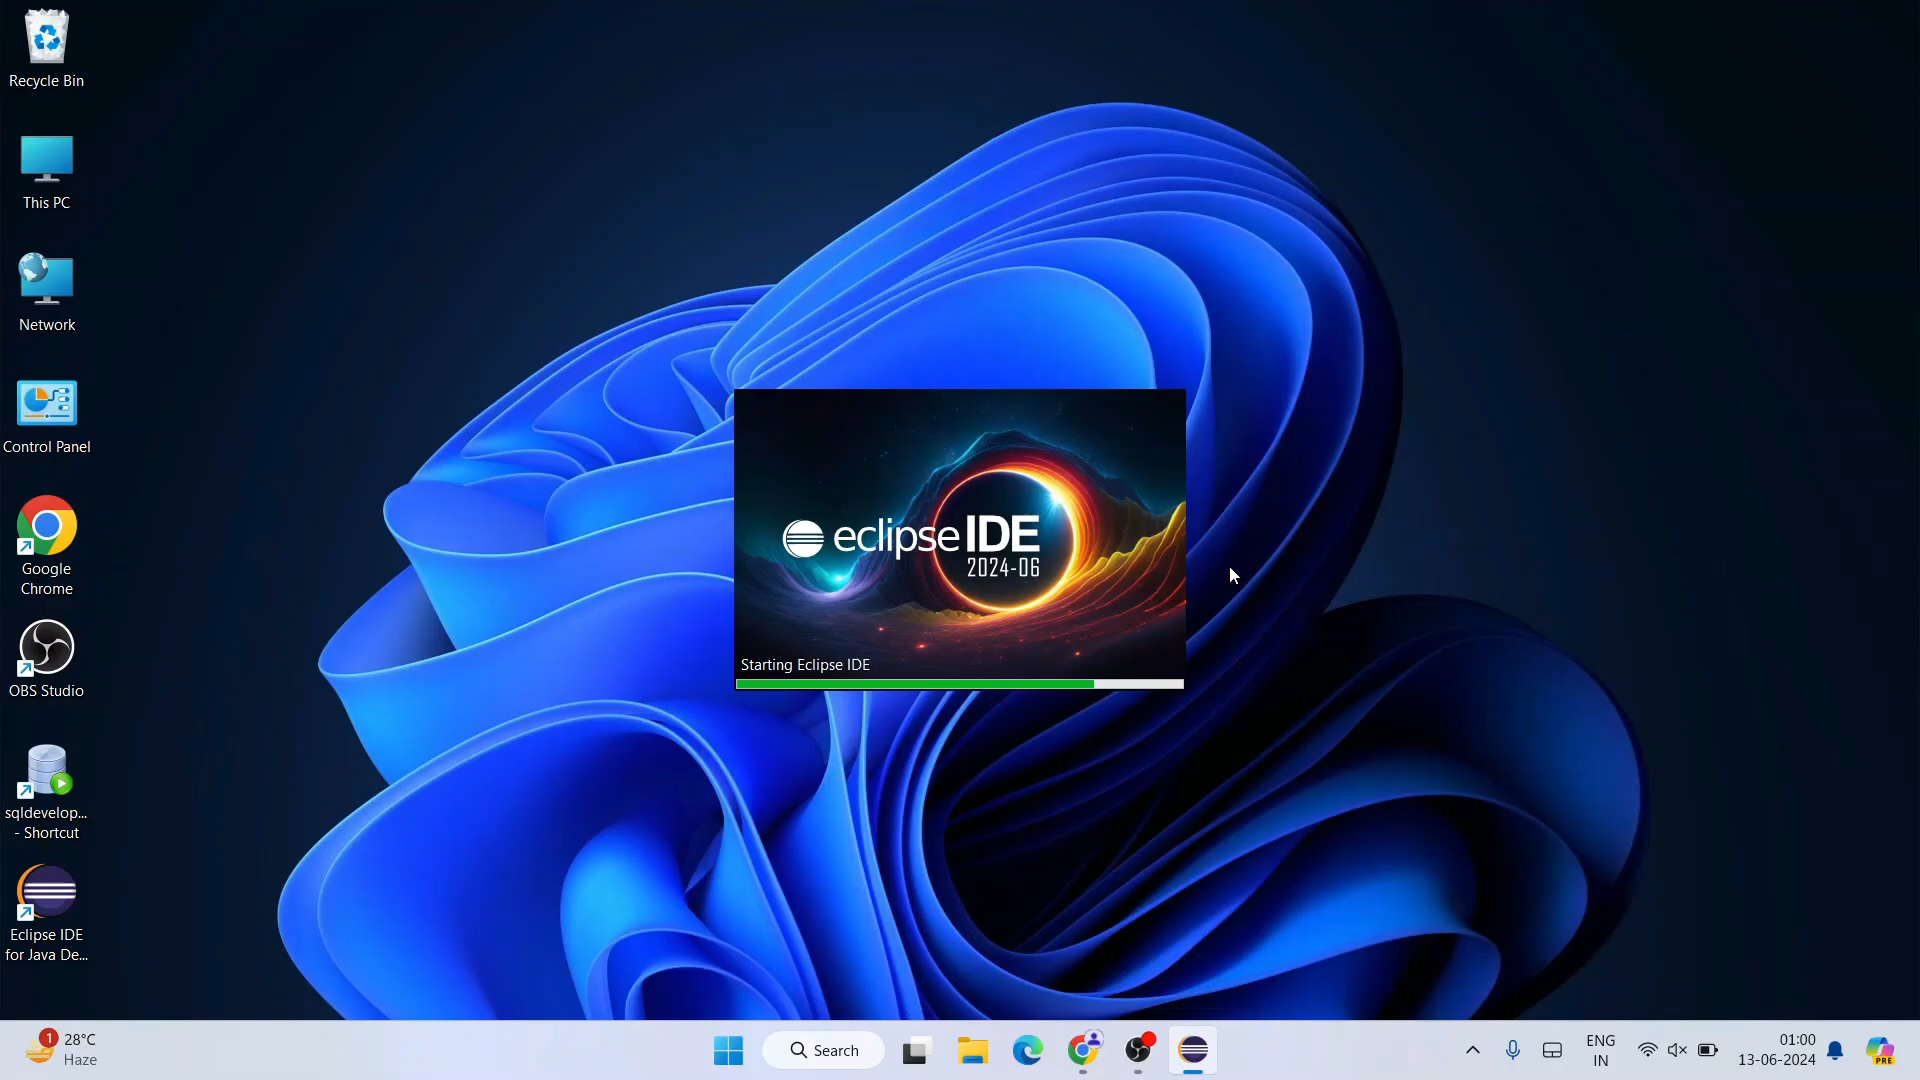 Recycle Bin
This PC
Network
Control Panel
Google
Chrome
OBS Studio
sqldevelop...
- Shortcut
Eclipse IDE
for Java De...
eclipse IDE
2024-06
Starting Eclipse IDE
1
28°C
Haze
Search
ENG
IN
01:00
13-06-2024
PRE